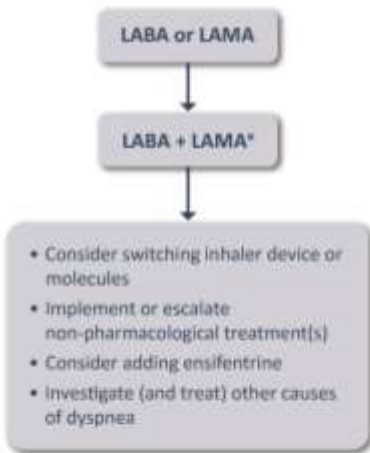 LABA or LAMA
LABA + LAMA*
• Consider switching inhaler device or
molecules
• Implement or escalate
non-pharmacological treatment(s)
• Consider adding ensifentrine
• Investigate (and treat) other causes
of dyspnea